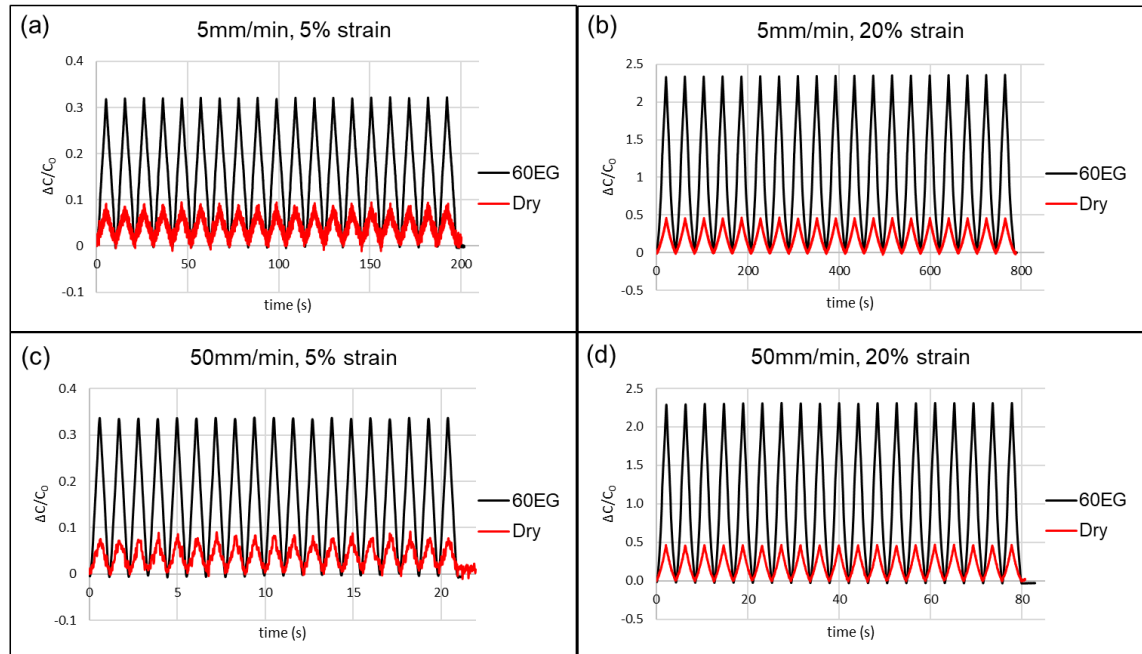 (a)
5mm/min, 5% strain
0.4
0.3
0.2
0.1
0
-0.1
ΔC/C₀
0 50 100 150 200
time (s)
60EG
Dry
(b)
5mm/min, 20% strain
2.5
2
1.5
1
0.5
0
-0.5
ΔC/C₀
0 200 400 600 800
time (s)
60EG
Dry
(c)
50mm/min, 5% strain
0.4
0.3
0.2
0.1
0
-0.1
ΔC/C₀
0 5 10 15 20
time (s)
60EG
Dry
(d)
50mm/min, 20% strain
2.5
2.0
1.5
1.0
0.5
0.0
-0.5
ΔC/C₀
0 20 40 60 80
time (s)
60EG
Dry